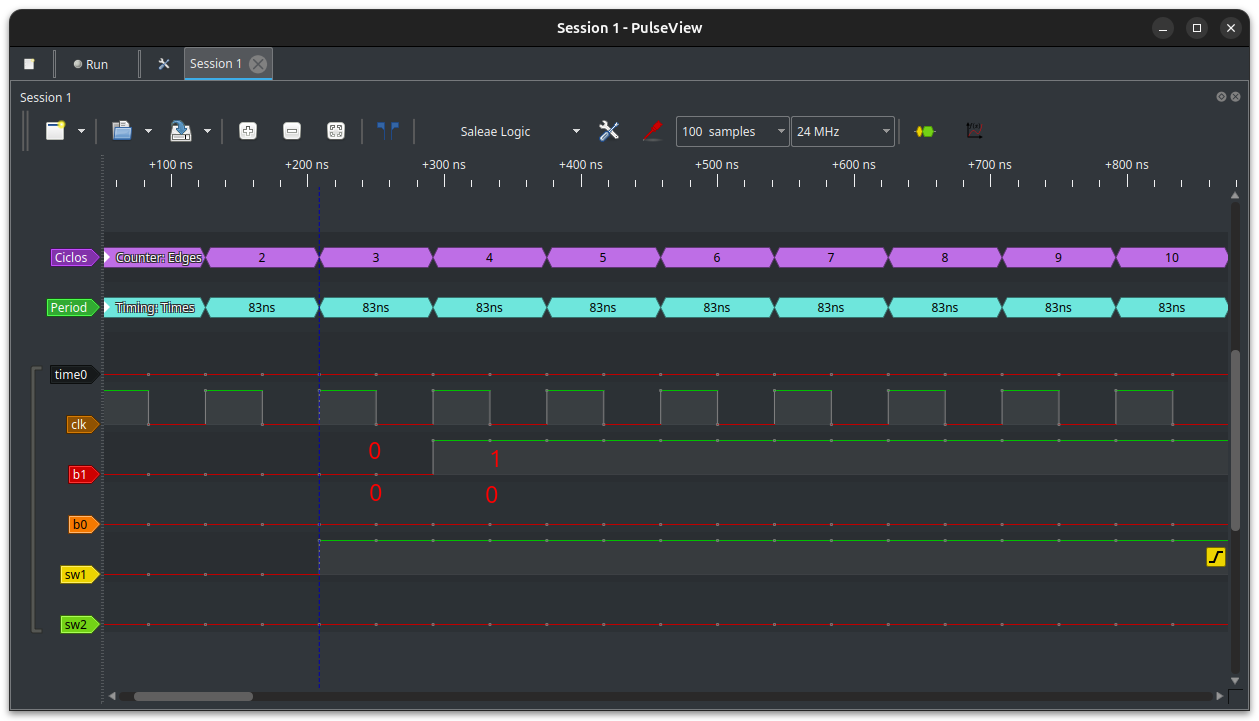 Session 1 - PulseView
Run
Session 1
Session 1
Saleae Logic
100 samples
24 MHz
+100 ns +200 ns +300 ns +400 ns +500 ns +600 ns +700 ns +800 ns
Ciclos Counter: Edges 2 3 4 5 6 7 8 9 10
Period Timing: Times 83ns 83ns 83ns 83ns 83ns 83ns 83ns 83ns 83ns
time0
clk
0 1
b1
0 0
b0
sw1
sw2